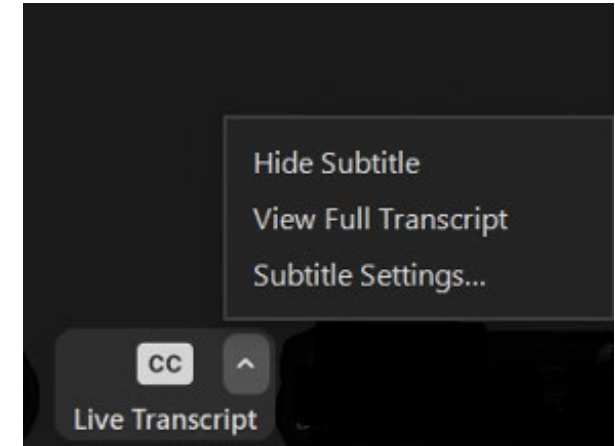 Hide Subtitle
View Full Transcript
Subtitle Settings...
CC
Live Transcript